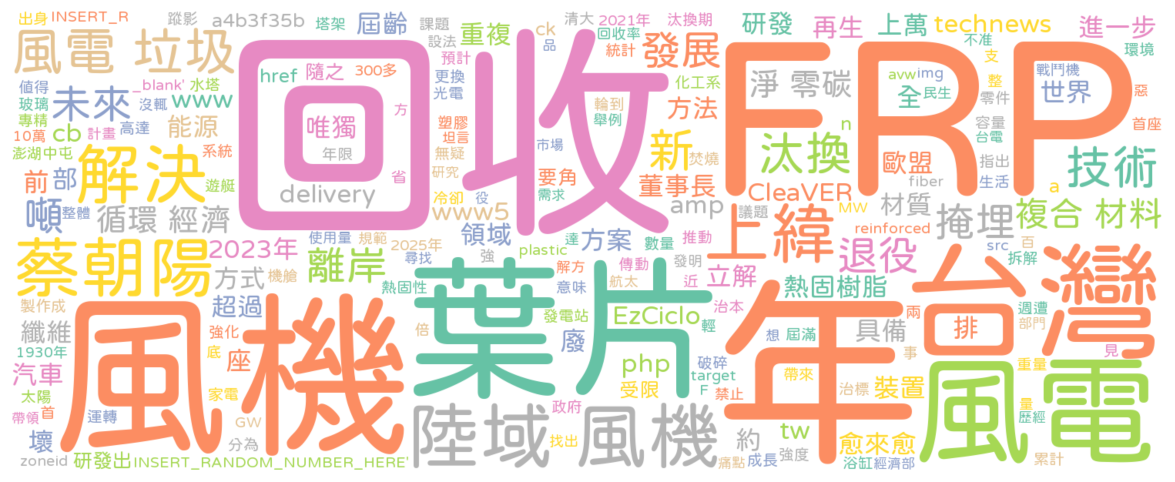 出身 INSERT_R 蹤影 a4b3f35b 塔架 屆齡 課題 設法 重複 ck 品 清大 2021年 回收率 統計 汰換期 研發 再生 上萬 technews 不准 進一步
風電 垃圾 預計 發展 支 環境
回收 FRP
值得 _blank' 水塔 href 隨之 300多 更換 光電 化工系 淨 零碳 avw img 整 戰鬥機
玻璃 未來 沒輒 www 方 唯獨 輪到 舉例 方法 全 民生 零件 世界 惡
專精 10萬 計畫 高達 cb 能源 年限 塑膠 坦言 無疑 市場 新 焚燒 汰換 n 容量 台電 首座
澎湖中屯 解決 系統 省 研究 要角 董事長 歐盟 指出 技術
前 部 遊艇 delivery 冷卻 役 需求 CleaVER fiber 生活 a
噸 整體 循環 經濟 www5 amp 議題 MW 材質 掩埋 複合 材料
蔡朝陽 2023年 使用量 規範 2025年 領域 達 方案 數量 推動 上緯 reinforced 退役 src 百
離岸 尋找 強 plastic 解方 傳動 發明 近 立解 拆解 台灣
方式 機艙 熱固性 葉片 意味 航太 治本 熱固樹脂
製作成 超過 倍 發電站 EzCiclo 輕 年 兩 具備 排 週遭 部門
風機 纖維 強化 廢 想 屆滿 事 見
1930年 底 座 php 破碎 風電 重量
汽車 太陽 家電 受限 target F 禁止 帶來 治標 裝置 量
帶領 首 運轉 GW 陸域 風機 政府 約 tw 歷經
壞 分為 找出 愈來愈
zoneid 研發出 INSERT_RANDOM_NUMBER_HERE' 痛點 成長 強度 浴缸 經濟部 累計